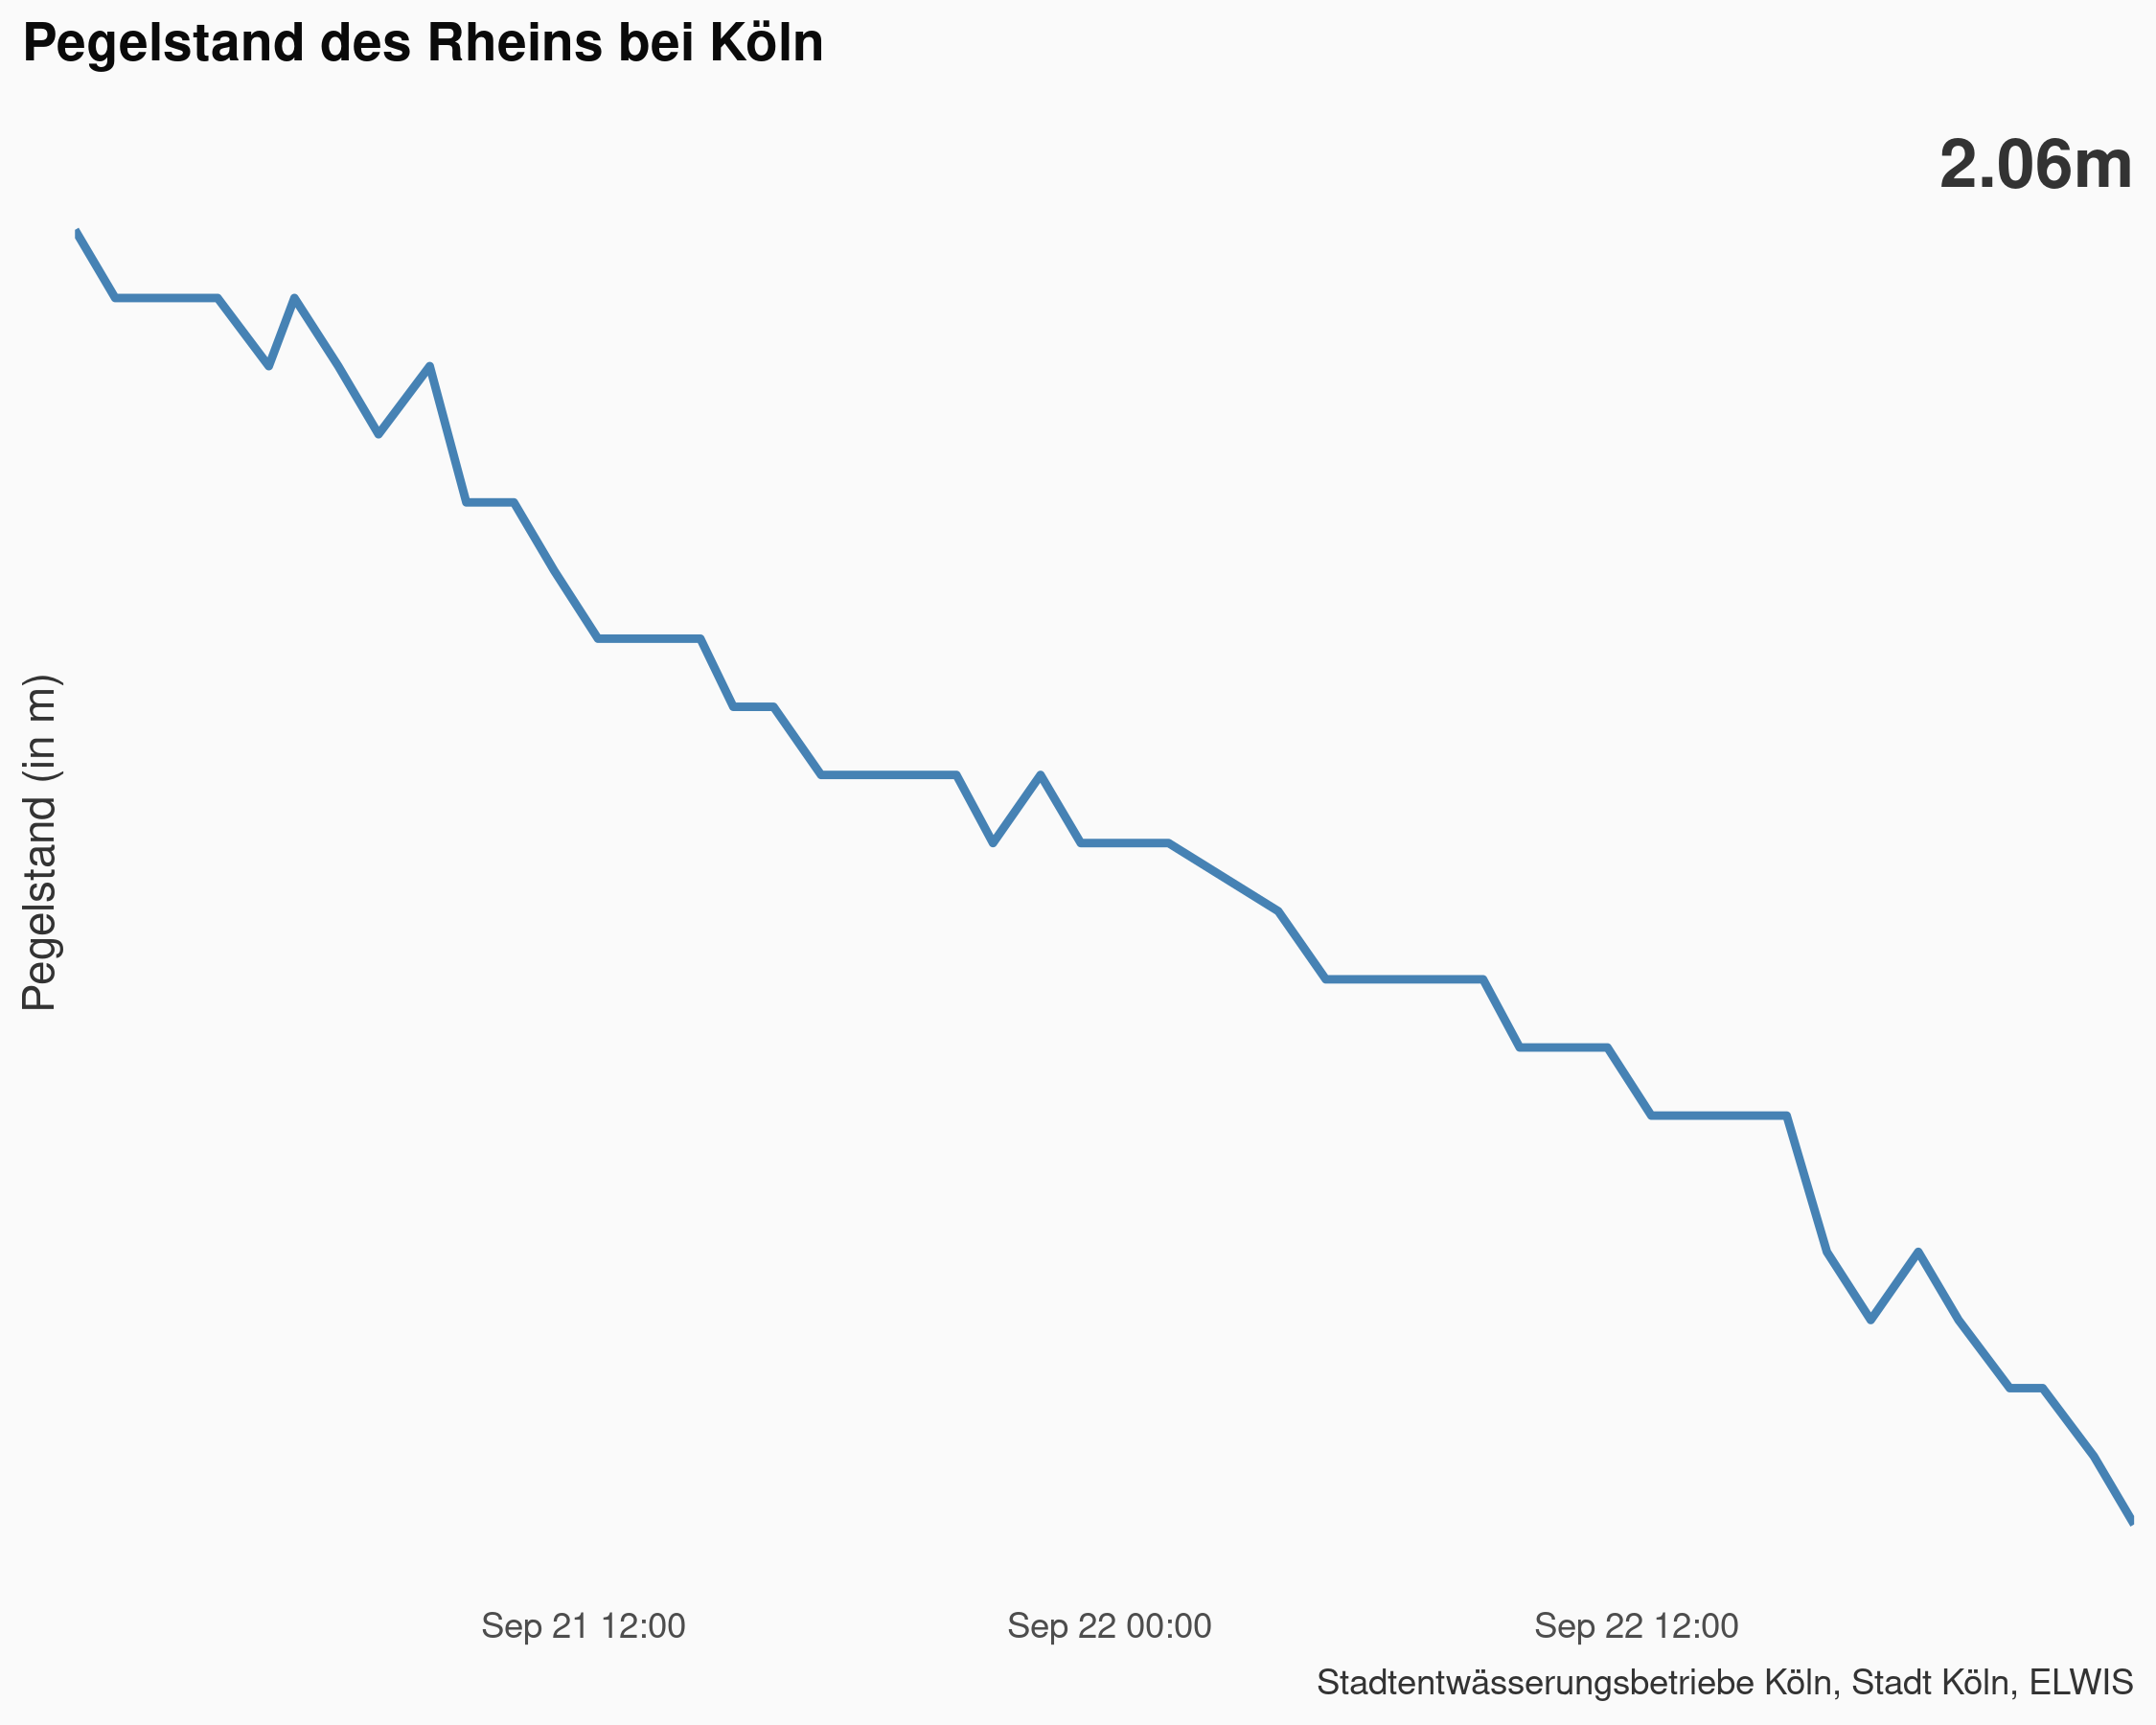 Pegelstand des Rheins bei Köln
2.06m
Pegelstand (in m)
Sep 21 12:00
Sep 22 00:00
Sep 22 12:00
Stadtentwässerungsbetriebe Köln, Stadt Köln, ELWIS